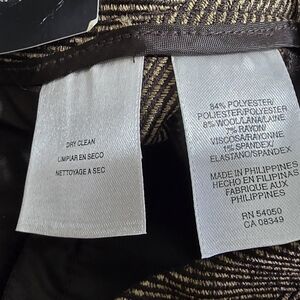 DRY CLEAN
LIMPIAR EN SECO
NETTOYAGE A SEC
84% POLYESTER/
POLIESTER/POLYESTER
8% WOOL/LANA/LAINE
7% RAYON/
VISCOSA/RAYONNE
1% SPANDEX/
ELASTANO/SPANDEX
MADE IN PHILIPPINES
HECHO EN FILIPINAS
FABRIQUE AUX
PHILIPPINES
RN 54050
CA 08349